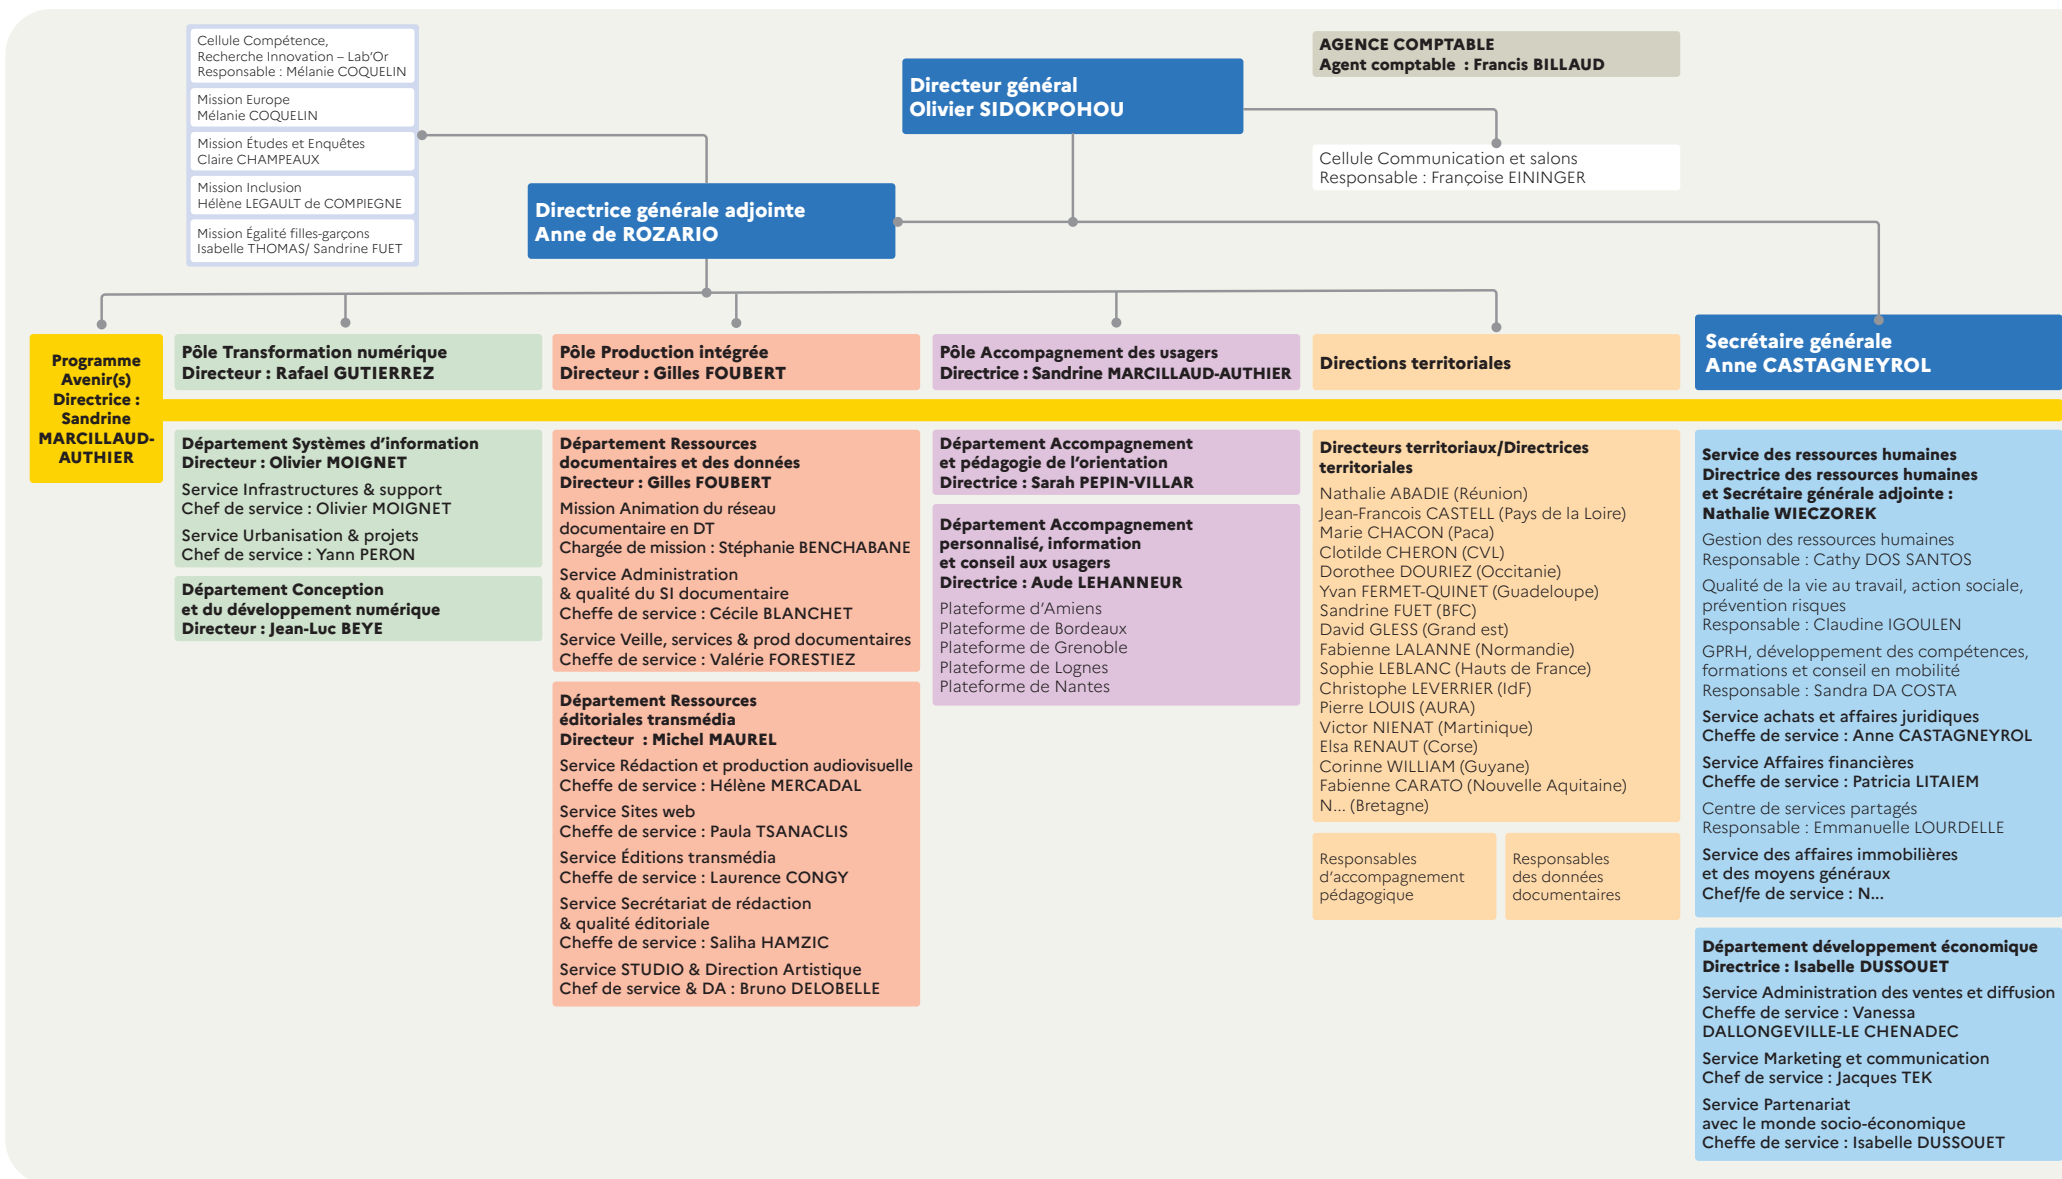 Cellule Compétence,
Recherche Innovation – Lab'Or
Responsable : Mélanie COQUELIN
Mission Europe
Mélanie COQUELIN
Mission Études et Enquêtes
Claire CHAMPEAUX
Mission Inclusion
Hélène LEGAULT de COMPIEGNE
Mission Égalité filles-garçons
Isabelle THOMAS/ Sandrine FUET
Directeur général
Olivier SIDOKPOHOU
AGENCE COMPTABLE
Agent comptable : Francis BILLAUD
Cellule Communication et salons
Responsable : Françoise EININGER
Directrice générale adjointe
Anne de ROZARIO
Programme
Avenir(s)
Directrice :
Sandrine
MARCILLAUD-
AUTHIER
Pôle Transformation numérique
Directeur : Rafael GUTIERREZ
Département Systèmes d'information
Directeur : Olivier MOIGNET
Service Infrastructures & support
Chef de service : Olivier MOIGNET
Service Urbanisation & projets
Chef de service : Yann PERON
Département Conception
et du développement numérique
Directeur : Jean-Luc BEYE
Pôle Production intégrée
Directeur : Gilles FOUBERT
Département Ressources
documentaires et des données
Directeur : Gilles FOUBERT
Mission Animation du réseau
documentaire en DT
Chargée de mission : Stéphanie BENCHABANE
Service Administration
& qualité du SI documentaire
Cheffe de service : Cécile BLANCHET
Service Veille, services & prod documentaires
Cheffe de service : Valérie FORESTIEZ
Département Ressources
éditoriales transmédia
Directeur : Michel MAUREL
Service Rédaction et production audiovisuelle
Cheffe de service : Hélène MERCADAL
Service Sites web
Cheffe de service : Paula TSANACLIS
Service Éditions transmédia
Cheffe de service : Laurence CONGY
Service Secrétariat de rédaction
& qualité éditoriale
Cheffe de service : Saliha HAMZIC
Service STUDIO & Direction Artistique
Chef de service & DA : Bruno DELOBELLE
Pôle Accompagnement des usagers
Directrice : Sandrine MARCILLAUD-AUTHIER
Département Accompagnement
et pédagogie de l'orientation
Directrice : Sarah PEPIN-VILLAR
Département Accompagnement
personnalisé, information
et conseil aux usagers
Directrice : Aude LEHANNEUR
Plateforme d'Amiens
Plateforme de Bordeaux
Plateforme de Grenoble
Plateforme de Lognes
Plateforme de Nantes
Directions territoriales
Directeurs territoriaux/Directrices
territoriales
Nathalie ABADIE (Réunion)
Jean-Francois CASTELL (Pays de la Loire)
Marie CHACON (Paca)
Clotilde CHERON (CVL)
Dorothee DOURIEZ (Occitanie)
Yvan FERMET-QUINET (Guadeloupe)
Sandrine FUET (BFC)
David GLESS (Grand est)
Fabienne LALANNE (Normandie)
Sophie LEBLANC (Hauts de France)
Christophe LEVERRIER (IdF)
Pierre LOUIS (AURA)
Victor NIENAT (Martinique)
Elsa RENAUT (Corse)
Corinne WILLIAM (Guyane)
Fabienne CARATO (Nouvelle Aquitaine)
N... (Bretagne)
Responsables
d'accompagnement
pédagogique
Responsables
des données
documentaires
Secrétaire générale
Anne CASTAGNEYROL
Service des ressources humaines
Directrice des ressources humaines
et Secrétaire générale adjointe :
Nathalie WIECZOREK
Gestion des ressources humaines
Responsable : Cathy DOS SANTOS
Qualité de la vie au travail, action sociale,
prévention risques
Responsable : Claudine IGOULEN
GPRH, développement des compétences,
formations et conseil en mobilité
Responsable : Sandra DA COSTA
Service achats et affaires juridiques
Cheffe de service : Anne CASTAGNEYROL
Service Affaires financières
Cheffe de service : Patricia LITAIEM
Centre de services partagés
Responsable : Emmanuelle LOURDELLE
Service des affaires immobilières
et des moyens généraux
Chef/fe de service : N...
Département développement économique
Directrice : Isabelle DUSSOUET
Service Administration des ventes et diffusion
Cheffe de service : Vanessa
DALLONGEVILLE-LE CHENADEC
Service Marketing et communication
Chef de service : Jacques TEK
Service Partenariat
avec le monde socio-économique
Cheffe de service : Isabelle DUSSOUET